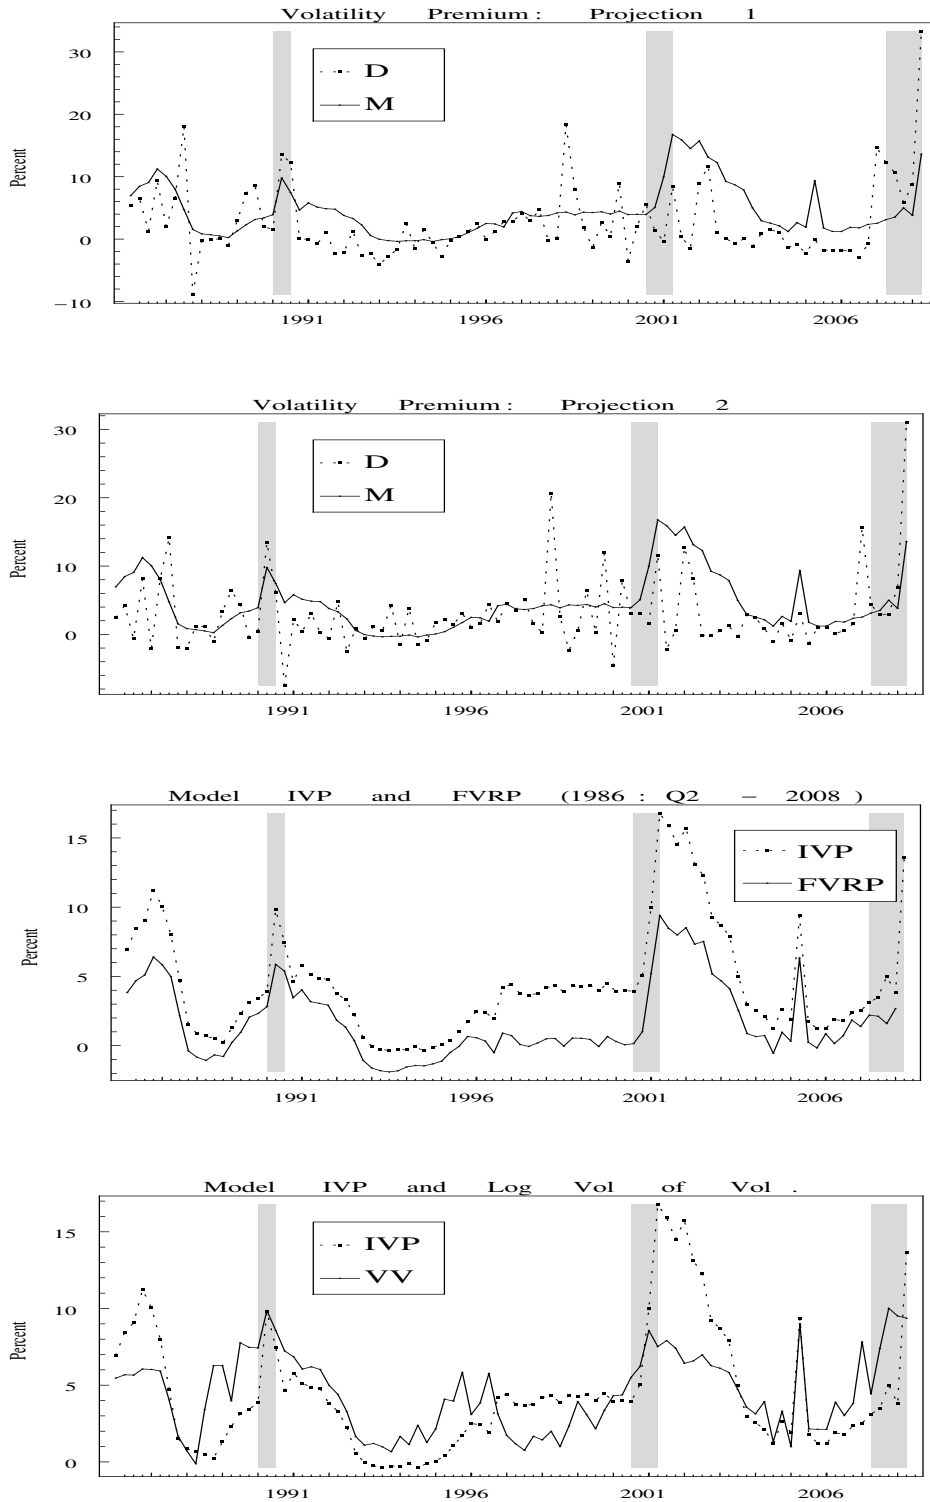 Volatility Premium : Projection 1
30
20
10
0
−10
Percent
D
M
1991 1996 2001 2006
Volatility Premium : Projection 2
30
20
10
0
Percent
D
M
1991 1996 2001 2006
Model IVP and FVRP (1986 : Q2 − 2008 )
15
10
5
0
Percent
IVP
FVRP
1991 1996 2001 2006
Model IVP and Log Vol of Vol .
15
10
5
0
Percent
IVP
VV
1991 1996 2001 2006